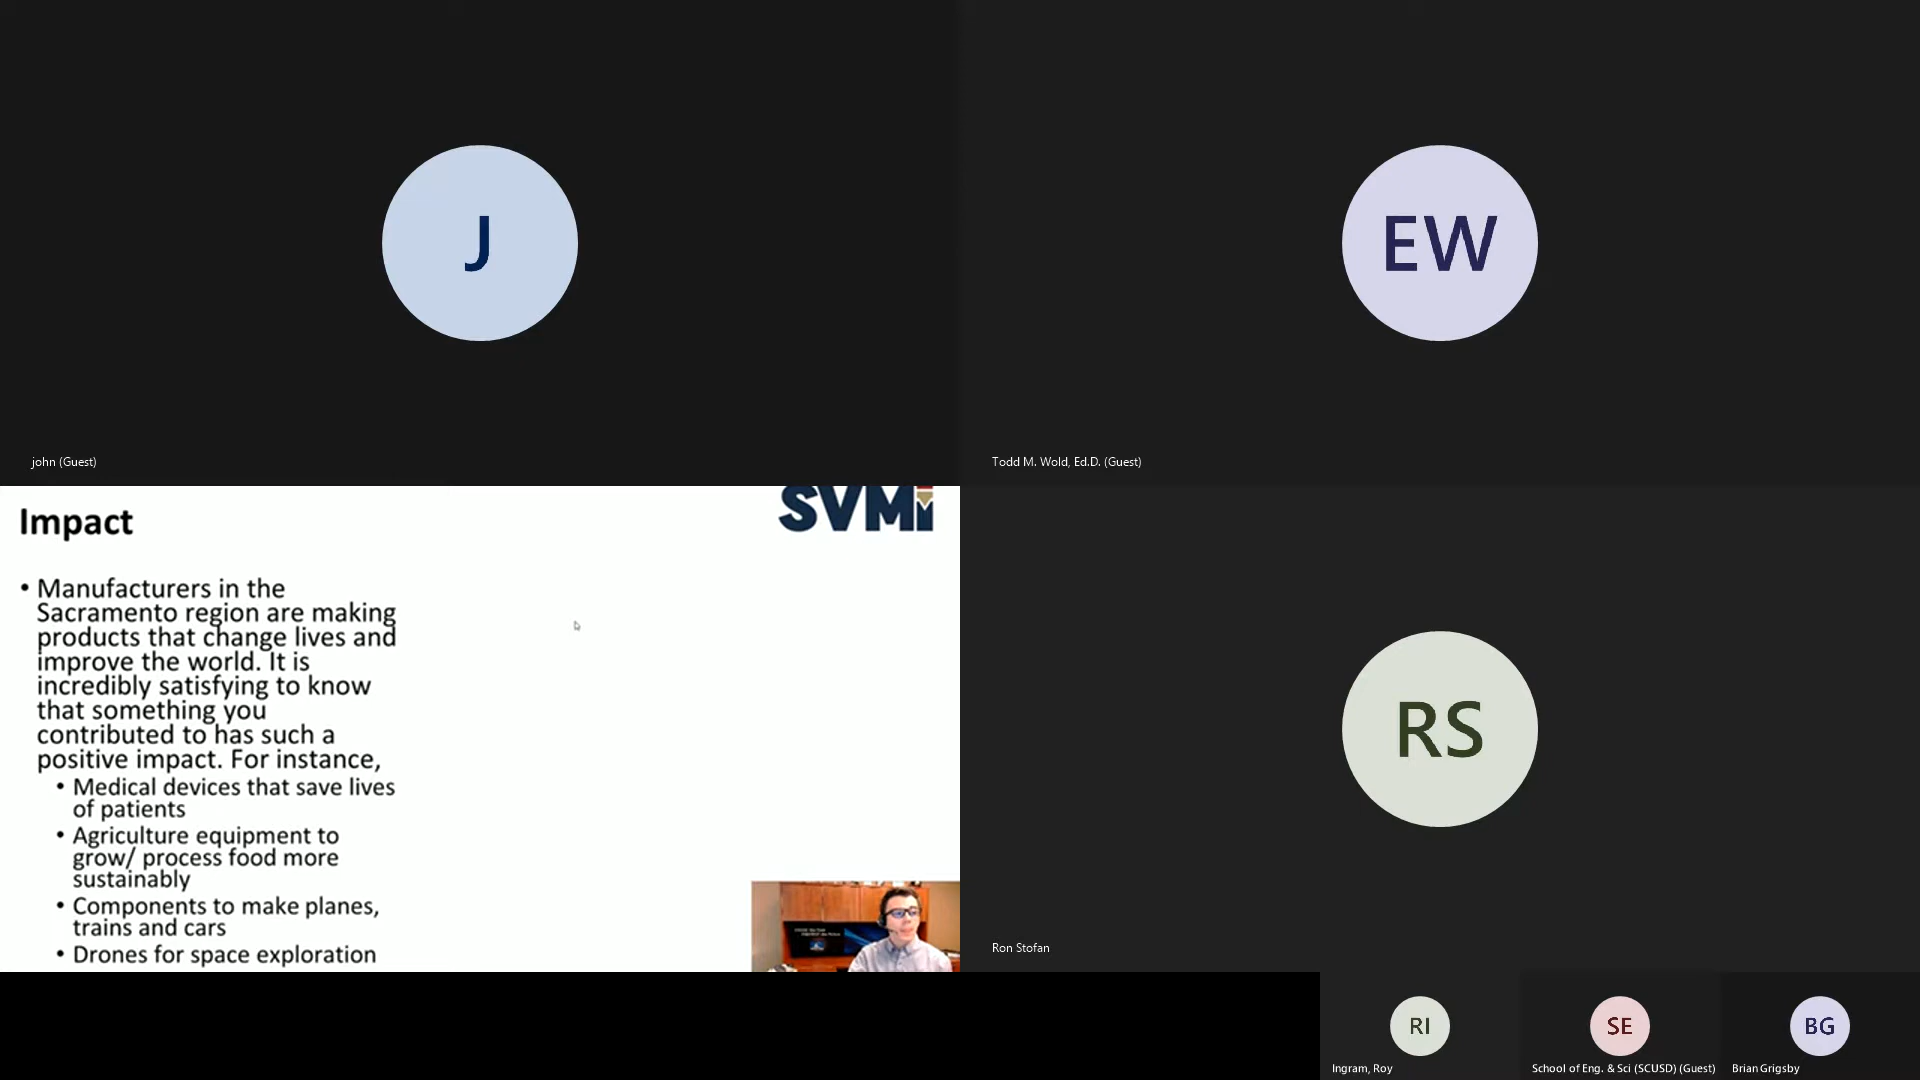 J
john (Guest)
EW
Todd M. Wold, Ed.D. (Guest)
SVMi
Impact
• Manufacturers in the
Sacramento region are making
products that change lives and
improve the world. It is
incredibly satisfying to know
that something you
contributed to has such a
positive impact. For instance,
• Medical devices that save lives
of patients
• Agriculture equipment to
grow/ process food more
sustainably
• Components to make planes,
trains and cars
• Drones for space exploration
RS
Ron Stofan
RI
Ingram, Roy
SE
School of Eng. & Sci (SCUSD) (Guest)
BG
Brian Grigsby